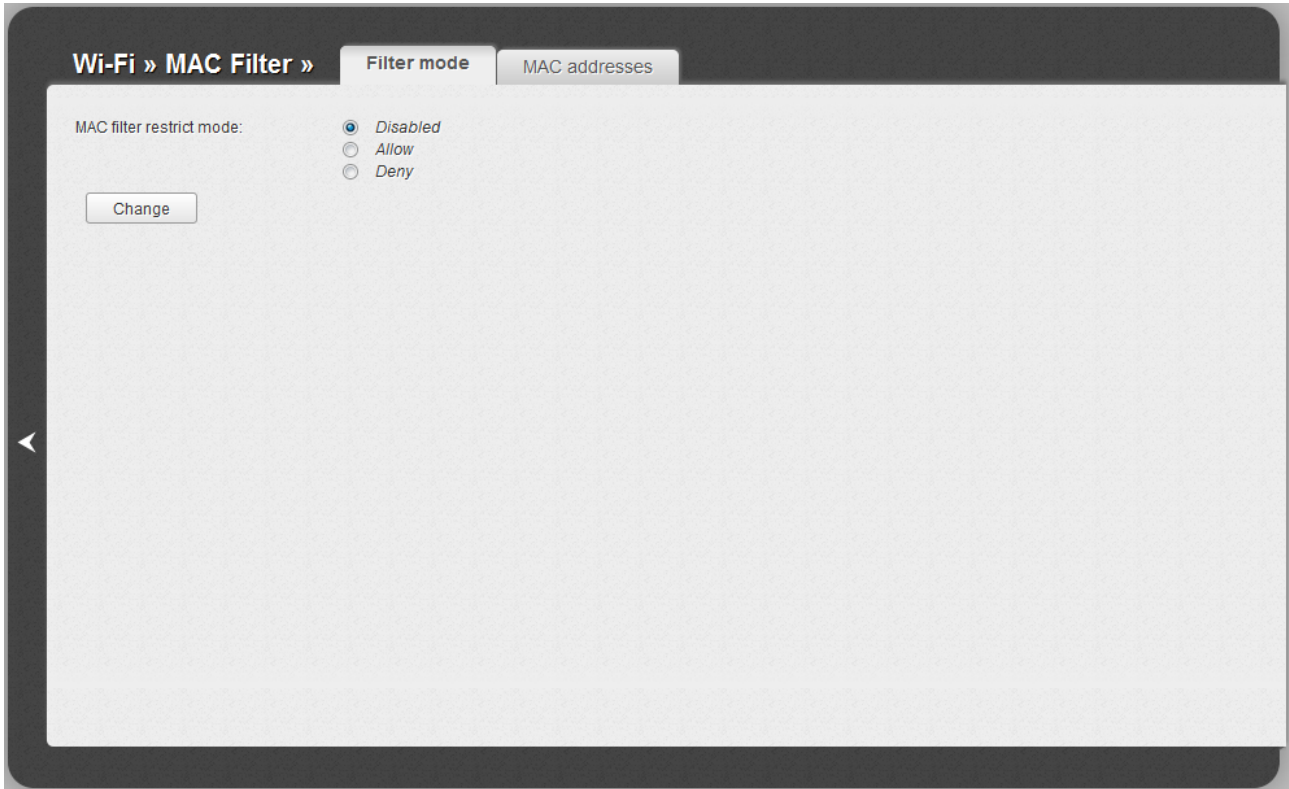 Wi-Fi » MAC Filter »
Filter mode
MAC addresses
MAC filter restrict mode:
Disabled
Allow
Deny
Change